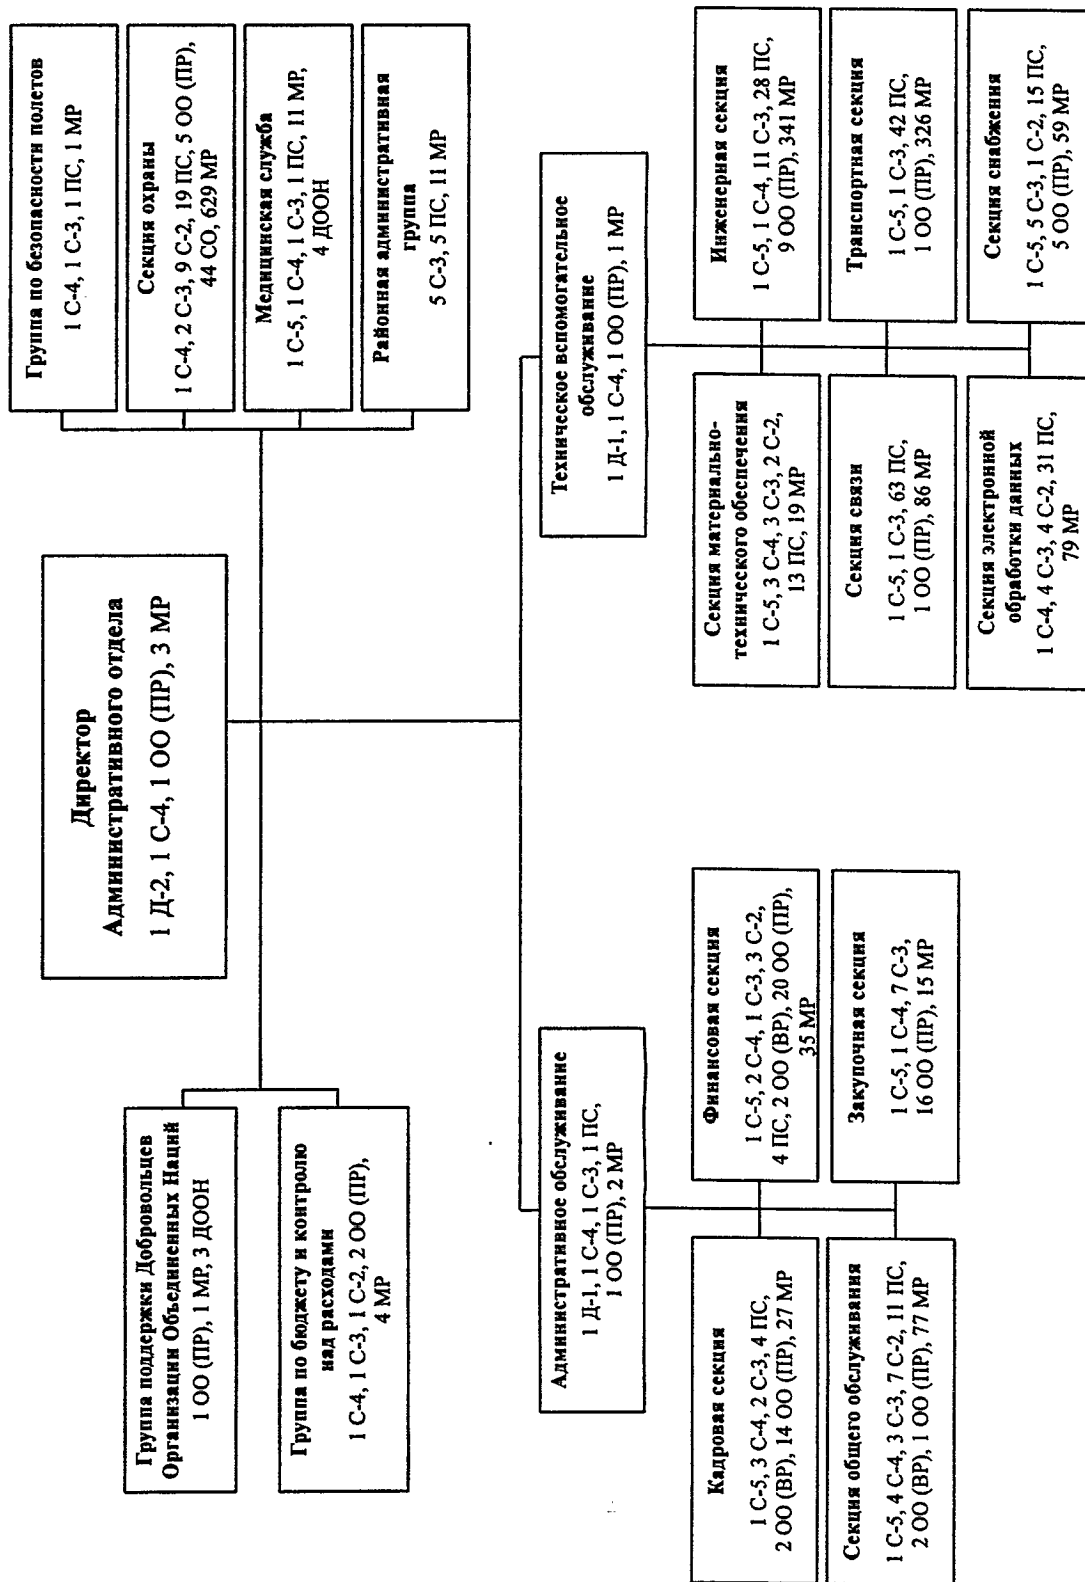 Директор
Административного отдела
1 Д-2, 1 С-4, 1 ОО (ПР), 3 МР
Группа поддержки Добровольцев
Организации Объединенных Наций
1 ОО (ПР), 1 МР, 3 ДООН
Группа по бюджету и контролю
над расходами
1 С-4, 1 С-3, 1 С-2, 2 ОО (ПР),
4 МР
Группа по безопасности полетов
1 С-4, 1 С-3, 1 ПС, 1 МР
Секция охраны
1 С-4, 2 С-3, 9 С-2, 19 ПС, 5 ОО (ПР),
44 СО, 629 МР
Медицинская служба
1 С-5, 1 С-4, 1 С-3, 1 ПС, 11 МР,
4 ДООН
Районная административная
группа
5 С-3, 5 ПС, 11 МР
Административное обслуживание
1 Д-1, 1 С-4, 1 С-3, 1 ПС,
1 ОО (ПР), 2 МР
Техническое вспомогательное
обслуживание
1 Д-1, 1 С-4, 1 ОО (ПР), 1 МР
Кадровая секция
1 С-5, 3 С-4, 2 С-3, 4 ПС,
2 ОО (ВР), 14 ОО (ПР), 27 МР
Финансовая секция
1 С-5, 2 С-4, 1 С-3, 3 С-2,
4 ПС, 2 ОО (ВР), 20 ОО (ПР),
35 МР
Секция общего обслуживания
1 С-5, 4 С-4, 3 С-3, 7 С-2, 11 ПС,
2 ОО (ВР), 1 ОО (ПР), 77 МР
Закупочная секция
1 С-5, 1 С-4, 7 С-3,
16 ОО (ПР), 15 МР
Секция материально-
технического обеспечения
1 С-5, 3 С-4, 3 С-3, 2 С-2,
13 ПС, 19 МР
Инженерная секция
1 С-5, 1 С-4, 11 С-3, 28 ПС,
9 ОО (ПР), 341 МР
Секция связи
1 С-5, 1 С-3, 63 ПС,
1 ОО (ПР), 86 МР
Транспортная секция
1 С-5, 1 С-3, 42 ПС,
1 ОО (ПР), 326 МР
Секция электронной
обработки данных
1 С-4, 4 С-3, 4 С-2, 31 ПС,
79 МР
Секция снабжения
1 С-5, 5 С-3, 1 С-2, 15 ПС,
5 ОО (ПР), 59 МР